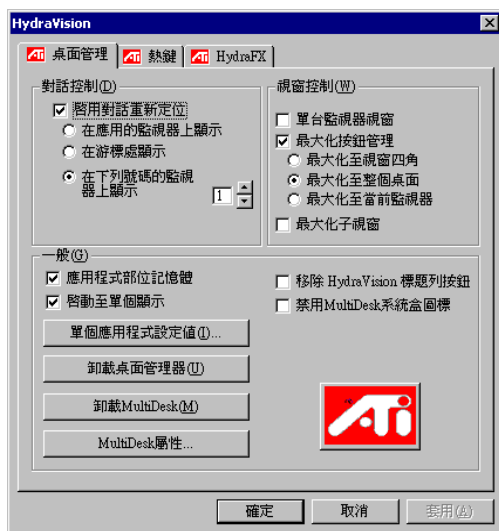 HydraVision
ATi 桌面管理 ATi 熱鍵 ATi HydraFX
對話控制(D)
啓用對話重新定位
在應用的監視器上顯示
在游標處顯示
在下列號碼的監視
器上顯示
1
視窗控制(W)
單台監視器視窗
最大化按鈕管理
最大化至視窗四角
最大化至整個桌面
最大化至當前監視器
最大化子視窗
一般(G)
應用程式部位記憶體
啓動至單個顯示
單個應用程式設定值(I)...
卸載桌面管理器(U)
卸載MultiDesk(M)
MultiDesk屬性...
移除 HydraVision 標題列按鈕
禁用MultiDesk系統盒圖標
ATi
確定 取消 套用(A)